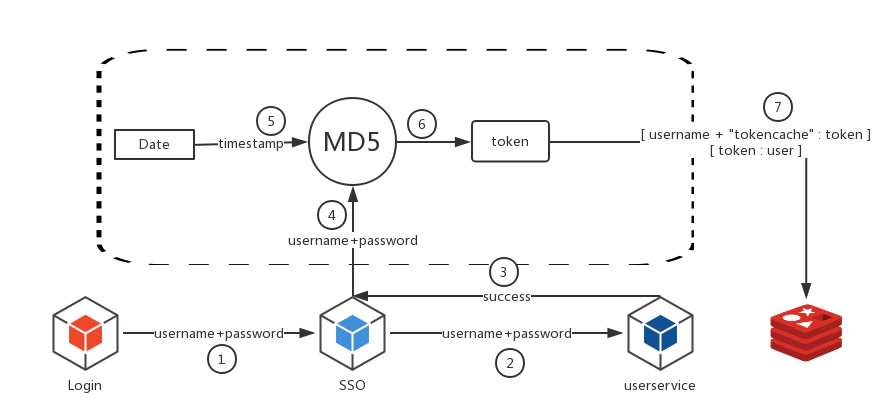 7
5
6
[ username + "tokencache" : token ]
[ token : user ]
Date
timestamp
MD5
token
4
username+password
3
success
username+password
username+password
1
2
Login
SSO
userservice